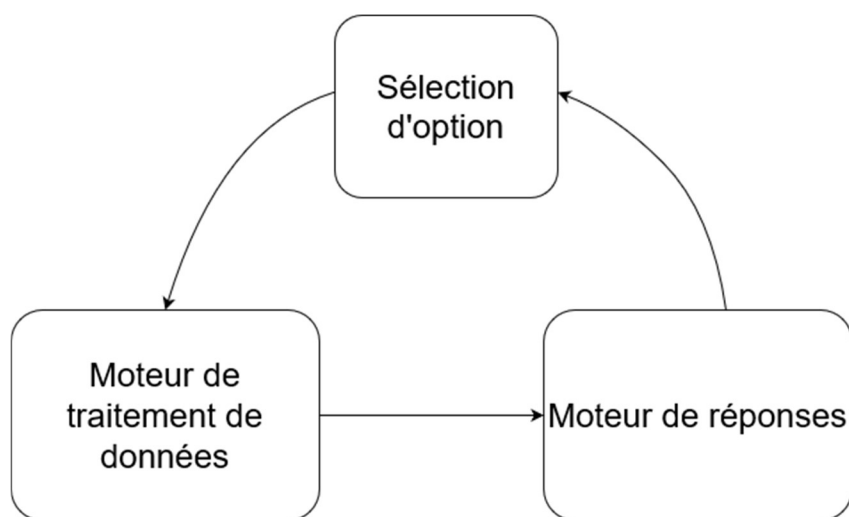 Sélection
d'option
Moteur de
traitement de
données
Moteur de réponses